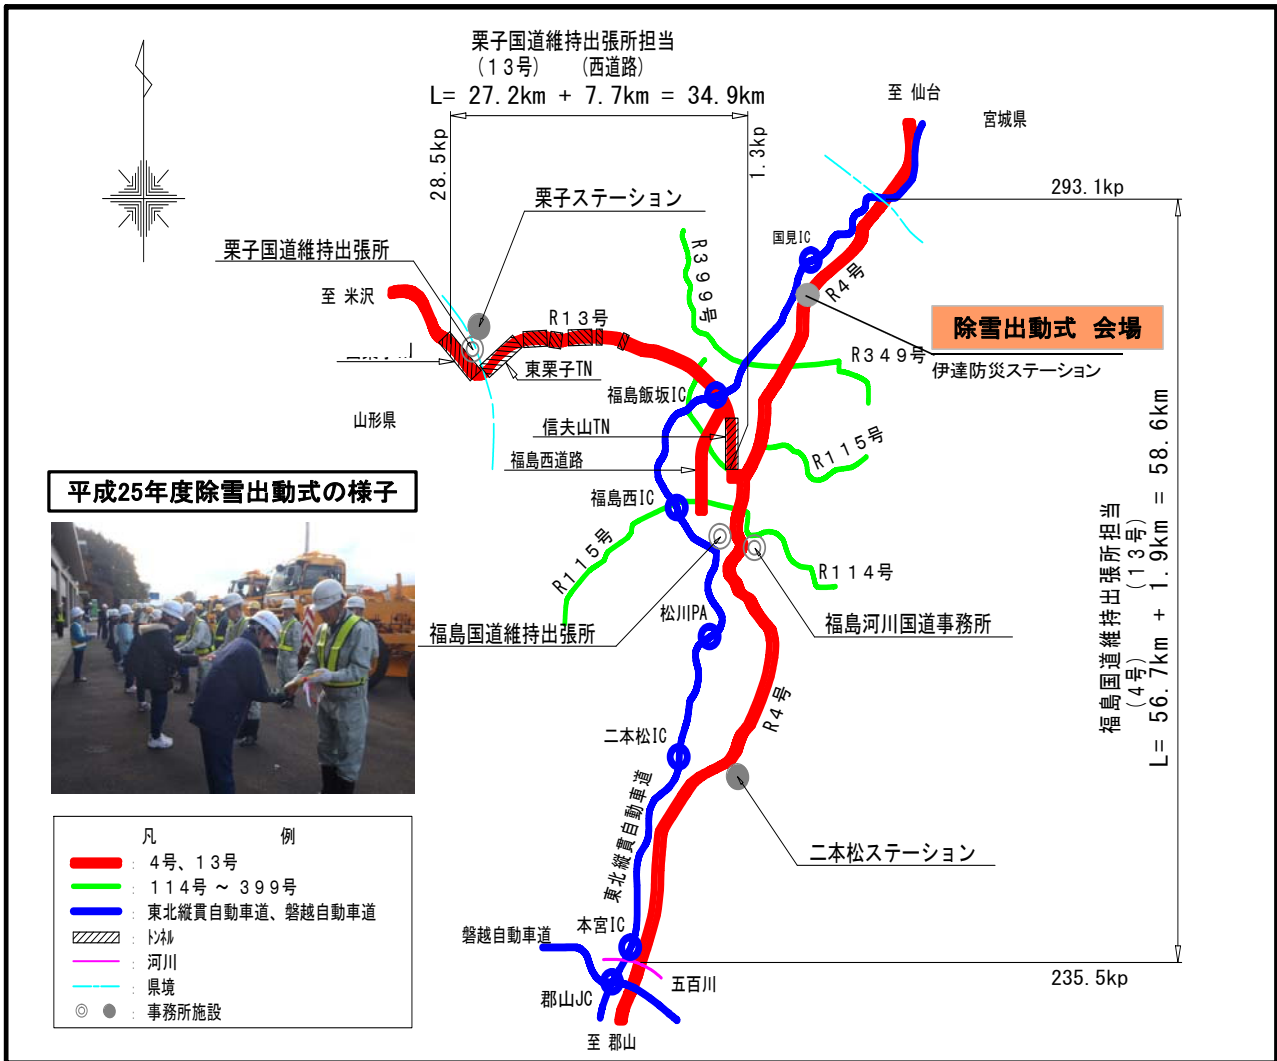 栗子国道維持出張所担当
(13号) (西道路)
L= 27.2km + 7.7km = 34.9km
28.5kp
1.3kp
至 仙台
宮城県
293.1kp
栗子ステーション
栗子国道維持出張所
至 米沢
R13号
R399号
国見IC
R4号
除雪出動式 会場
R349号
伊達防災ステーション
東栗子TN
山形県
福島飯坂IC
信夫山TN
福島西道路
R115号
平成25年度除雪出動式の様子
福島西IC
R115号
R114号
松川PA
福島国道維持出張所
福島河川国道事務所
福島国道維持出張所担当
(4号) (13号)
L= 56.7km + 1.9km = 58.6km
R4号
二本松IC
東北縦貫自動車道
二本松ステーション
本宮IC
磐越自動車道
五百川
235.5kp
郡山JC
至 郡山
凡 例
: 4号、13号
: 114号 ~ 399号
: 東北縦貫自動車道、磐越自動車道
: トンネル
: 河川
: 県境
: 事務所施設